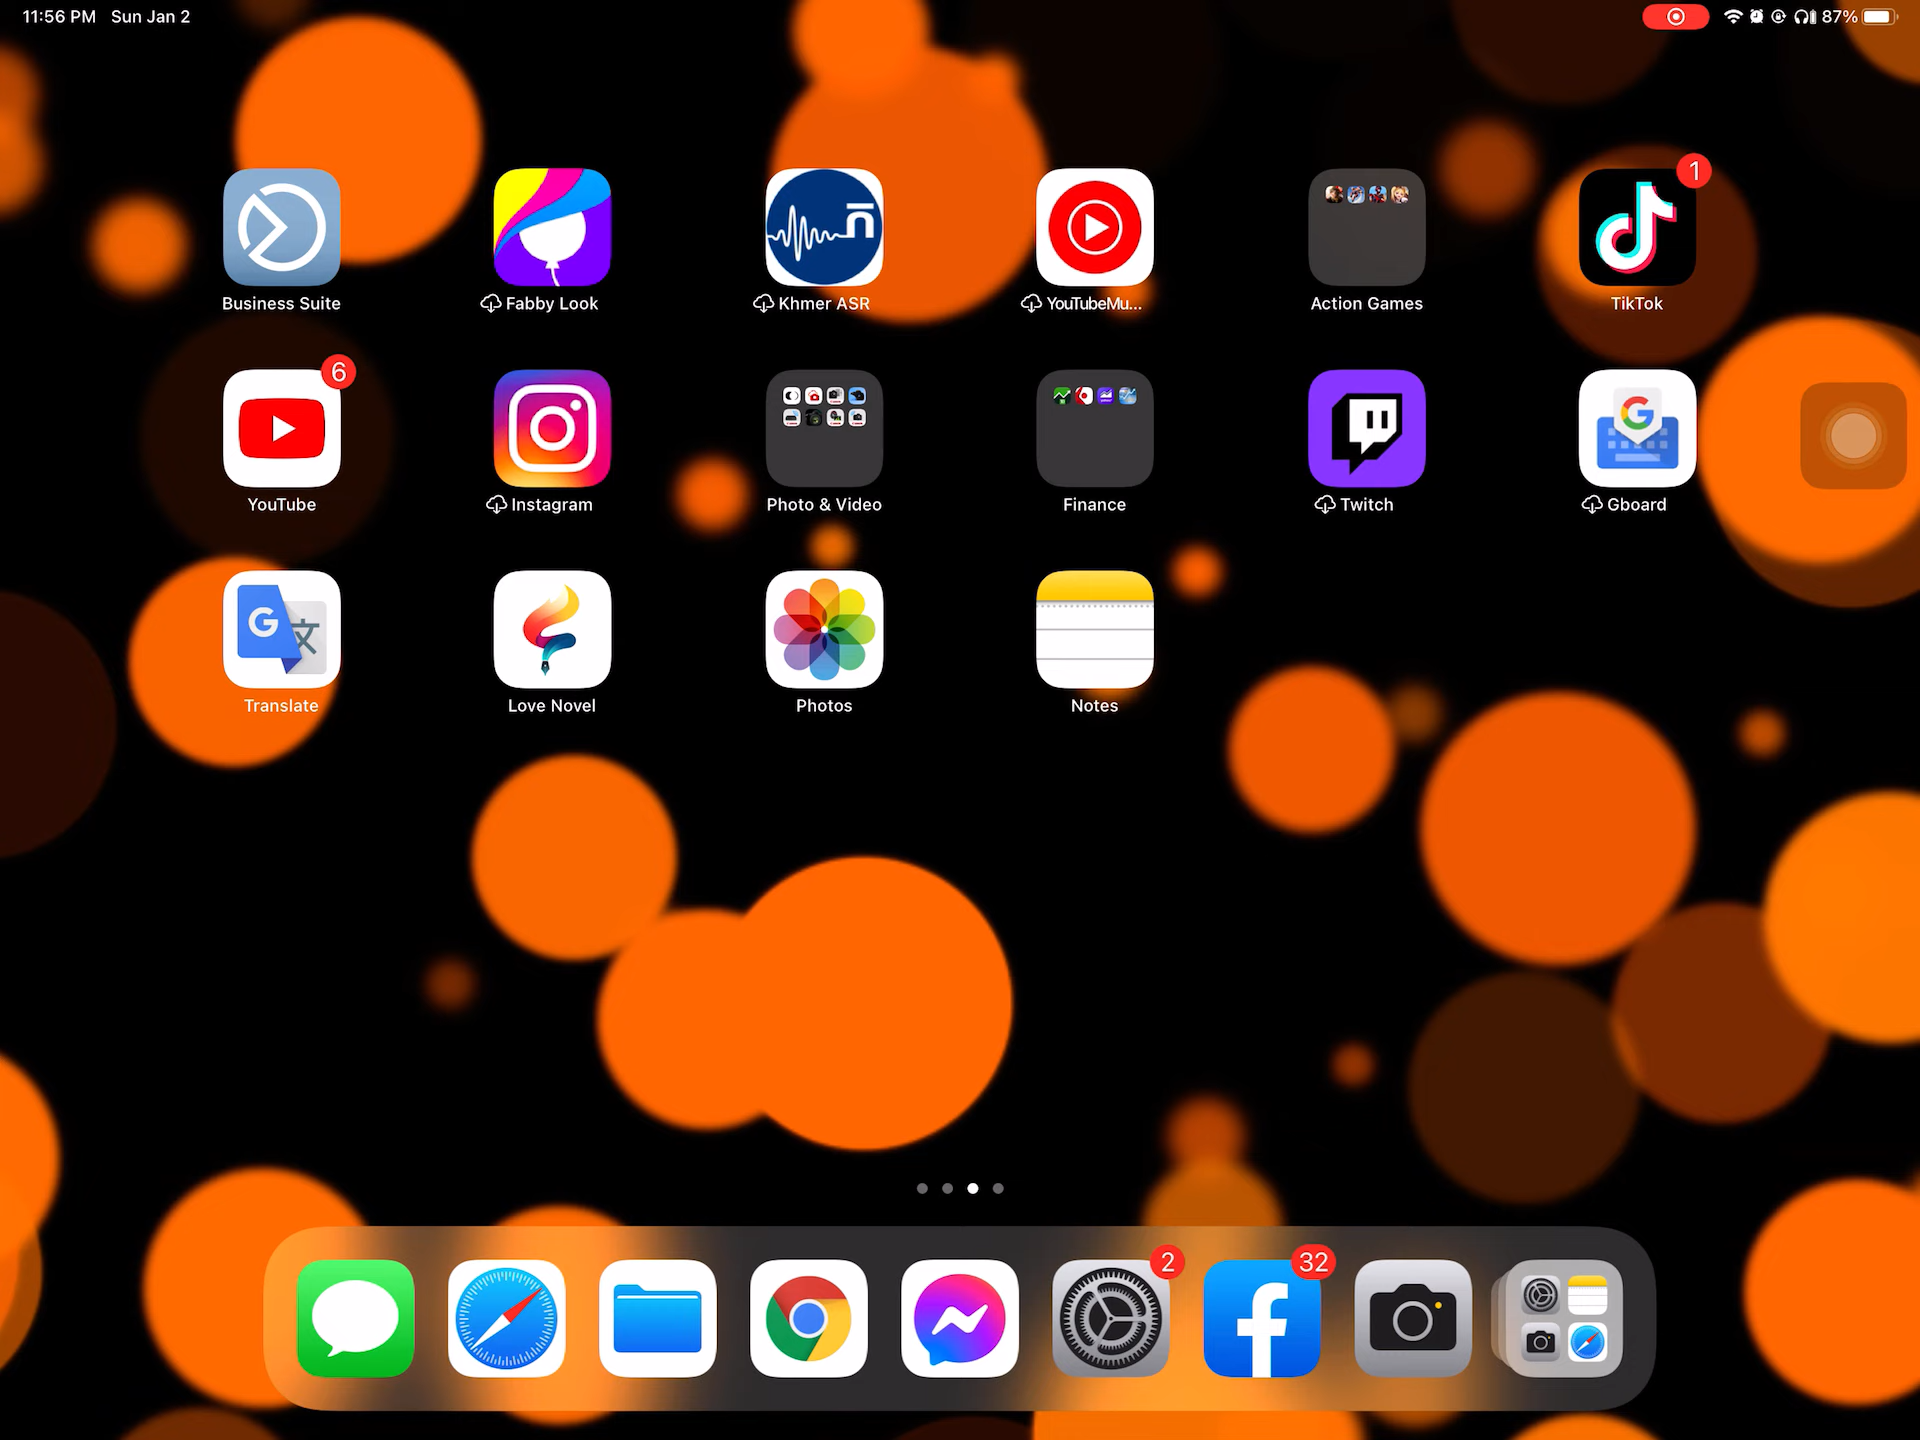 11:56 PM Sun Jan 2
87%
1
Business Suite
Fabby Look
Khmer ASR
YouTubeMu...
Action Games
TikTok
6
YouTube
Instagram
Photo & Video
Finance
Twitch
Gboard
Translate
Love Novel
Photos
Notes
2
32